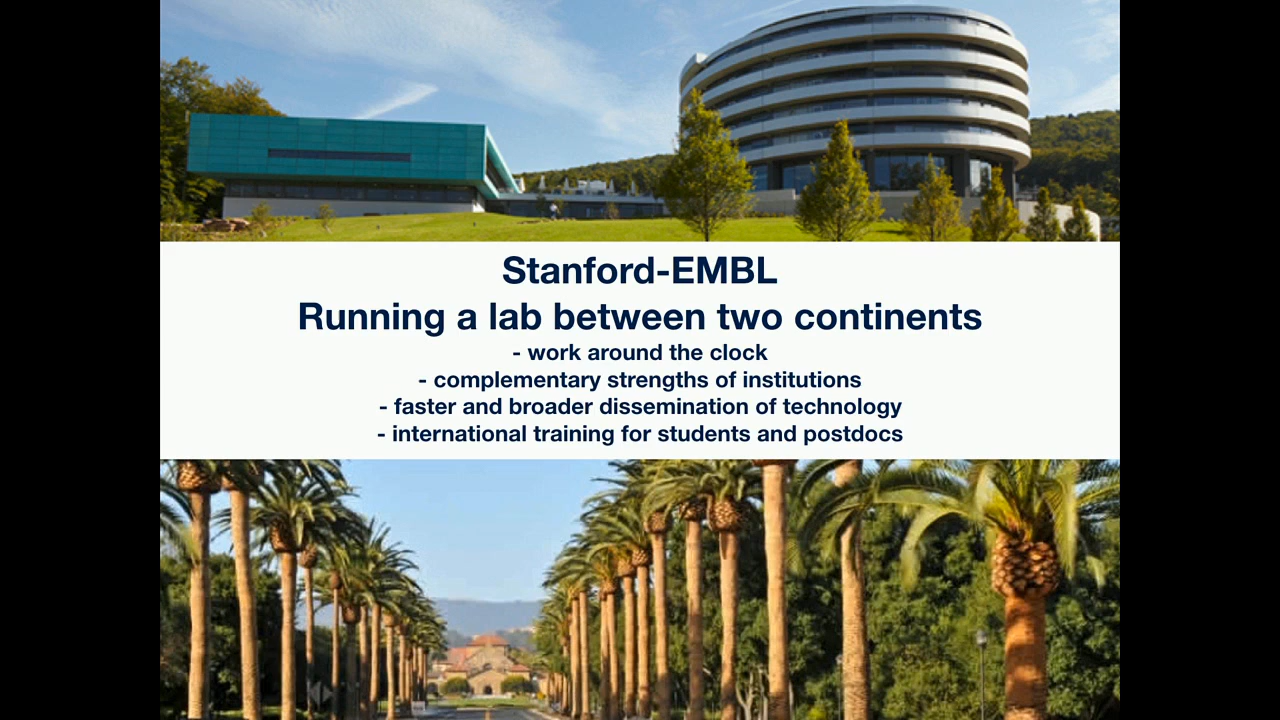 Stanford-EMBL
Running a lab between two continents
- work around the clock
- complementary strengths of institutions
- faster and broader dissemination of technology
- international training for students and postdocs